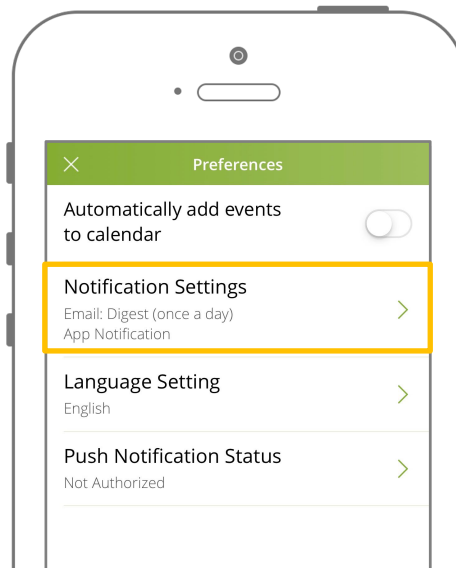 Preferences
Automatically add events
to calendar
Notification Settings
Email: Digest (once a day)
App Notification
Language Setting
English
Push Notification Status
Not Authorized